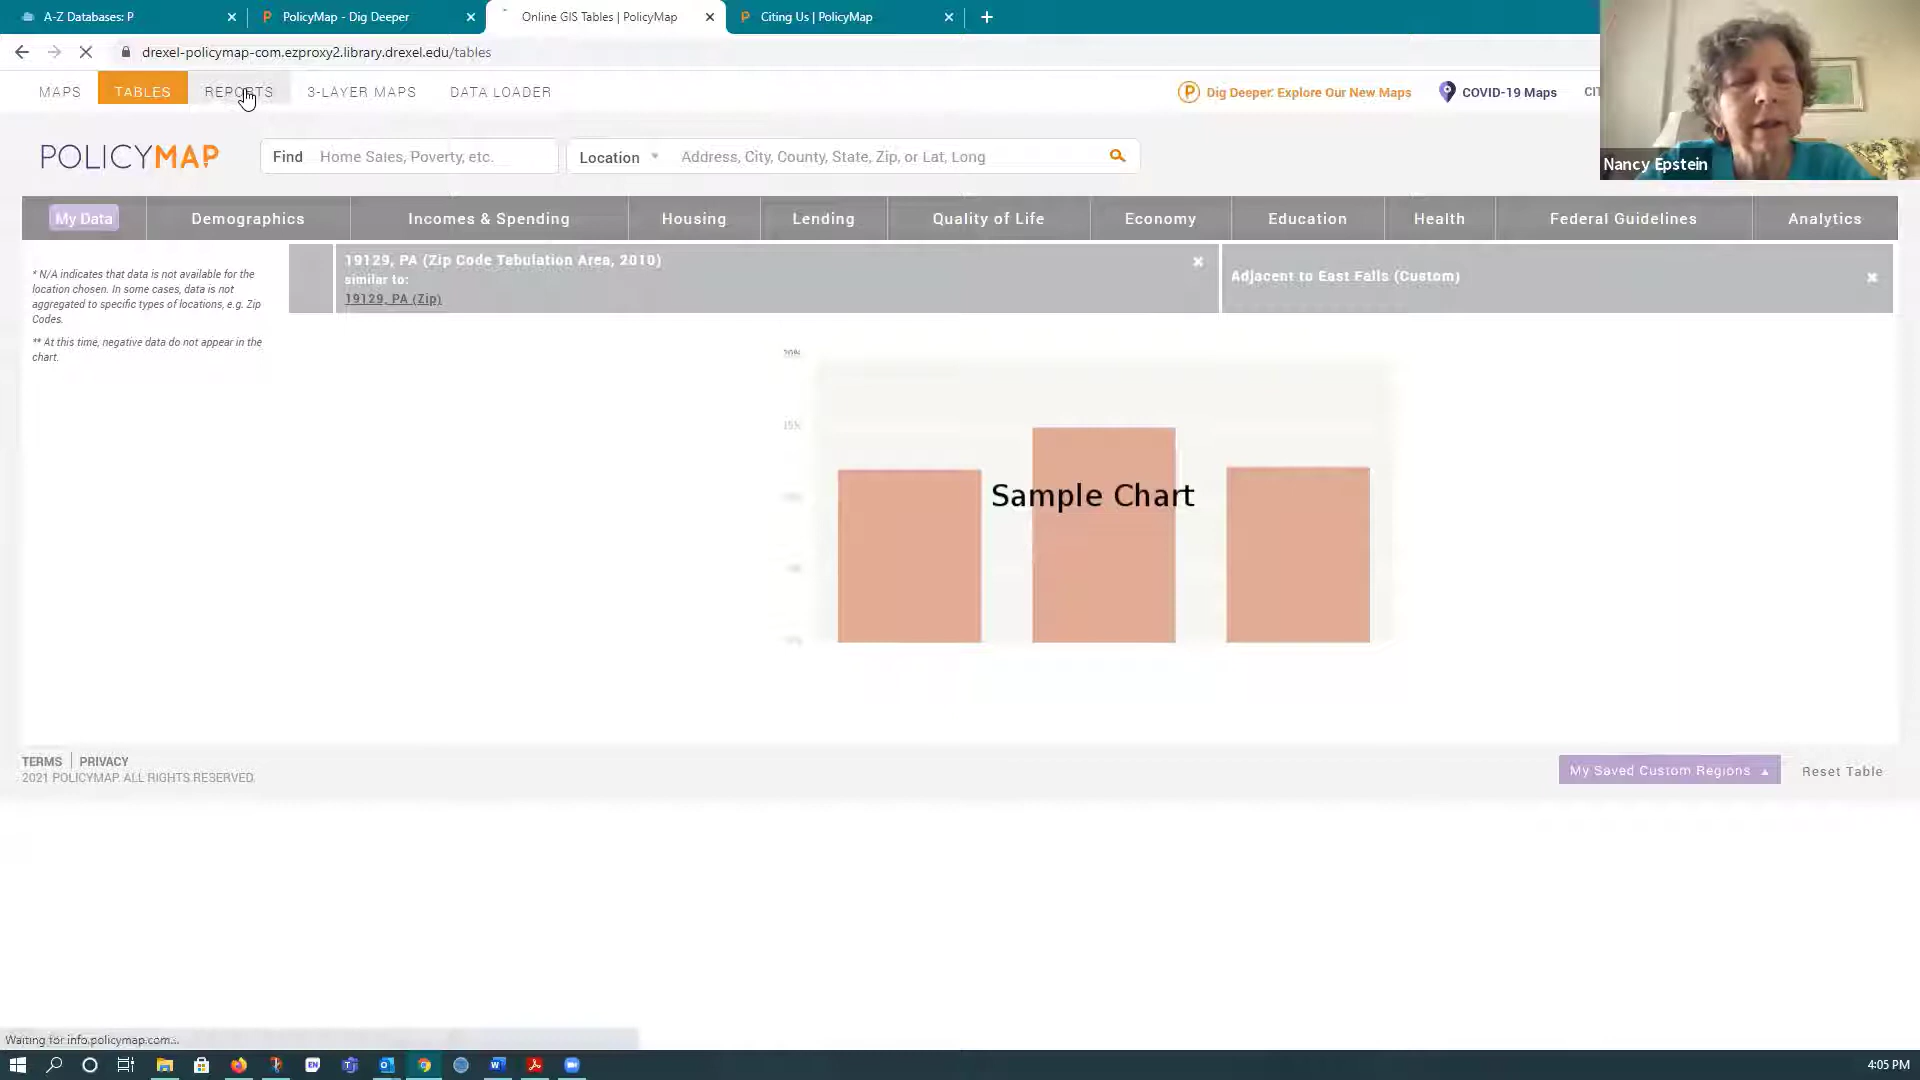 A-Z Databases: P
PolicyMap - Dig Deeper
Online GIS Tables | PolicyMap
Citing Us | PolicyMap
drexel-policymap-com.ezproxy2.library.drexel.edu/tables
MAPS
TABLES
REPORTS
3-LAYER MAPS
DATA LOADER
Dig Deeper: Explore Our New Maps
COVID-19 Maps
Nancy Epstein
POLICYMAP
Find
Home Sales, Poverty, etc.
Location
Address, City, County, State, Zip, or Lat, Long
My Data
Demographics
Incomes & Spending
Housing
Lending
Quality of Life
Economy
Education
Health
Federal Guidelines
Analytics
* N/A indicates that data is not available for the
location chosen. In some cases, data is not
aggregated to specific types of locations, e.g. Zip
Codes.
** At this time, negative data do not appear in the
chart.
19129, PA (Zip Code Tabulation Area, 2010)
similar to:
19129, PA (Zip)
Adjacent to East Falls (Custom)
20%
15%
Sample Chart
TERMS | PRIVACY
2021 POLICYMAP. ALL RIGHTS RESERVED.
My Saved Custom Regions
Reset Table
Waiting for info.policymap.com...
EN
4:05 PM